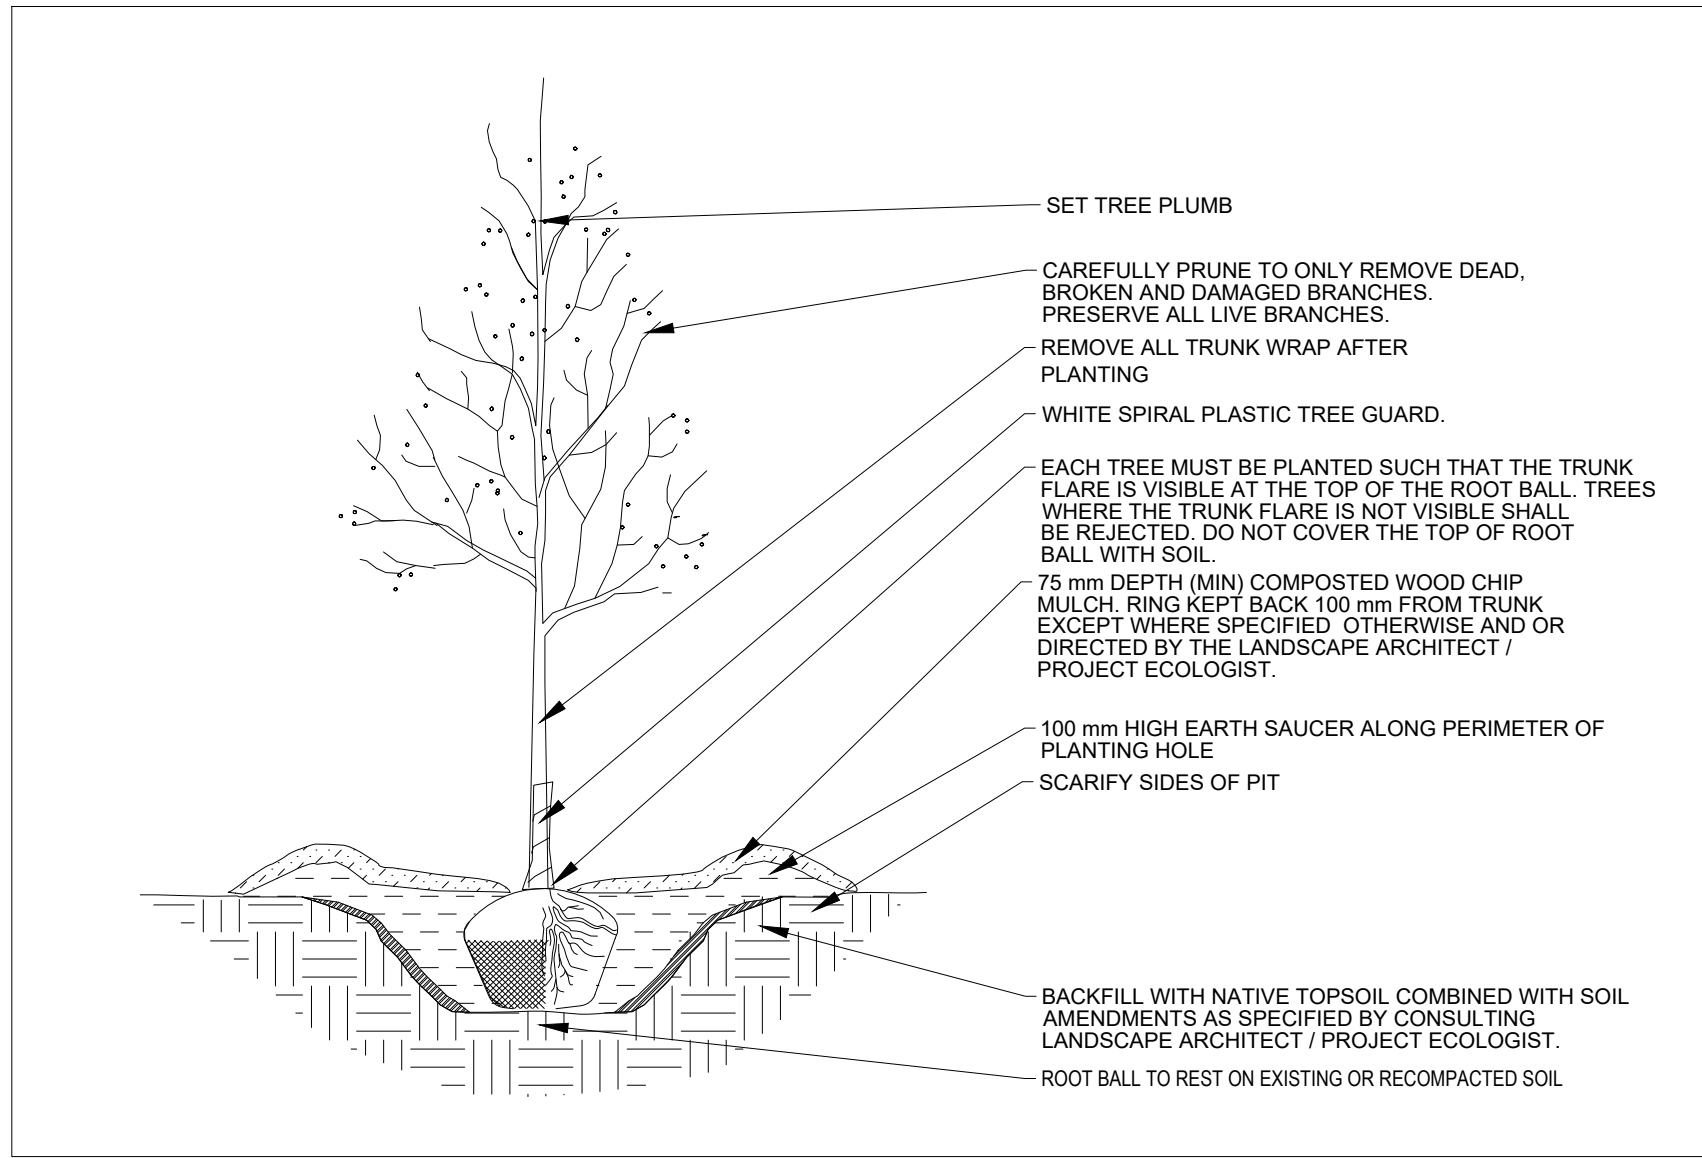 SET TREE PLUMB
CAREFULLY PRUNE TO ONLY REMOVE DEAD,
BROKEN AND DAMAGED BRANCHES.
PRESERVE ALL LIVE BRANCHES.
REMOVE ALL TRUNK WRAP AFTER
PLANTING
WHITE SPIRAL PLASTIC TREE GUARD.
EACH TREE MUST BE PLANTED SUCH THAT THE TRUNK
FLARE IS VISIBLE AT THE TOP OF THE ROOT BALL. TREES
WHERE THE TRUNK FLARE IS NOT VISIBLE SHALL
BE REJECTED. DO NOT COVER THE TOP OF ROOT
BALL WITH SOIL.
75 mm DEPTH (MIN) COMPOSTED WOOD CHIP
MULCH. RING KEPT BACK 100 mm FROM TRUNK
EXCEPT WHERE SPECIFIED OTHERWISE AND OR
DIRECTED BY THE LANDSCAPE ARCHITECT /
PROJECT ECOLOGIST.
100 mm HIGH EARTH SAUCER ALONG PERIMETER OF
PLANTING HOLE
SCARIFY SIDES OF PIT
BACKFILL WITH NATIVE TOPSOIL COMBINED WITH SOIL
AMENDMENTS AS SPECIFIED BY CONSULTING
LANDSCAPE ARCHITECT / PROJECT ECOLOGIST.
ROOT BALL TO REST ON EXISTING OR RECOMPACTED SOIL